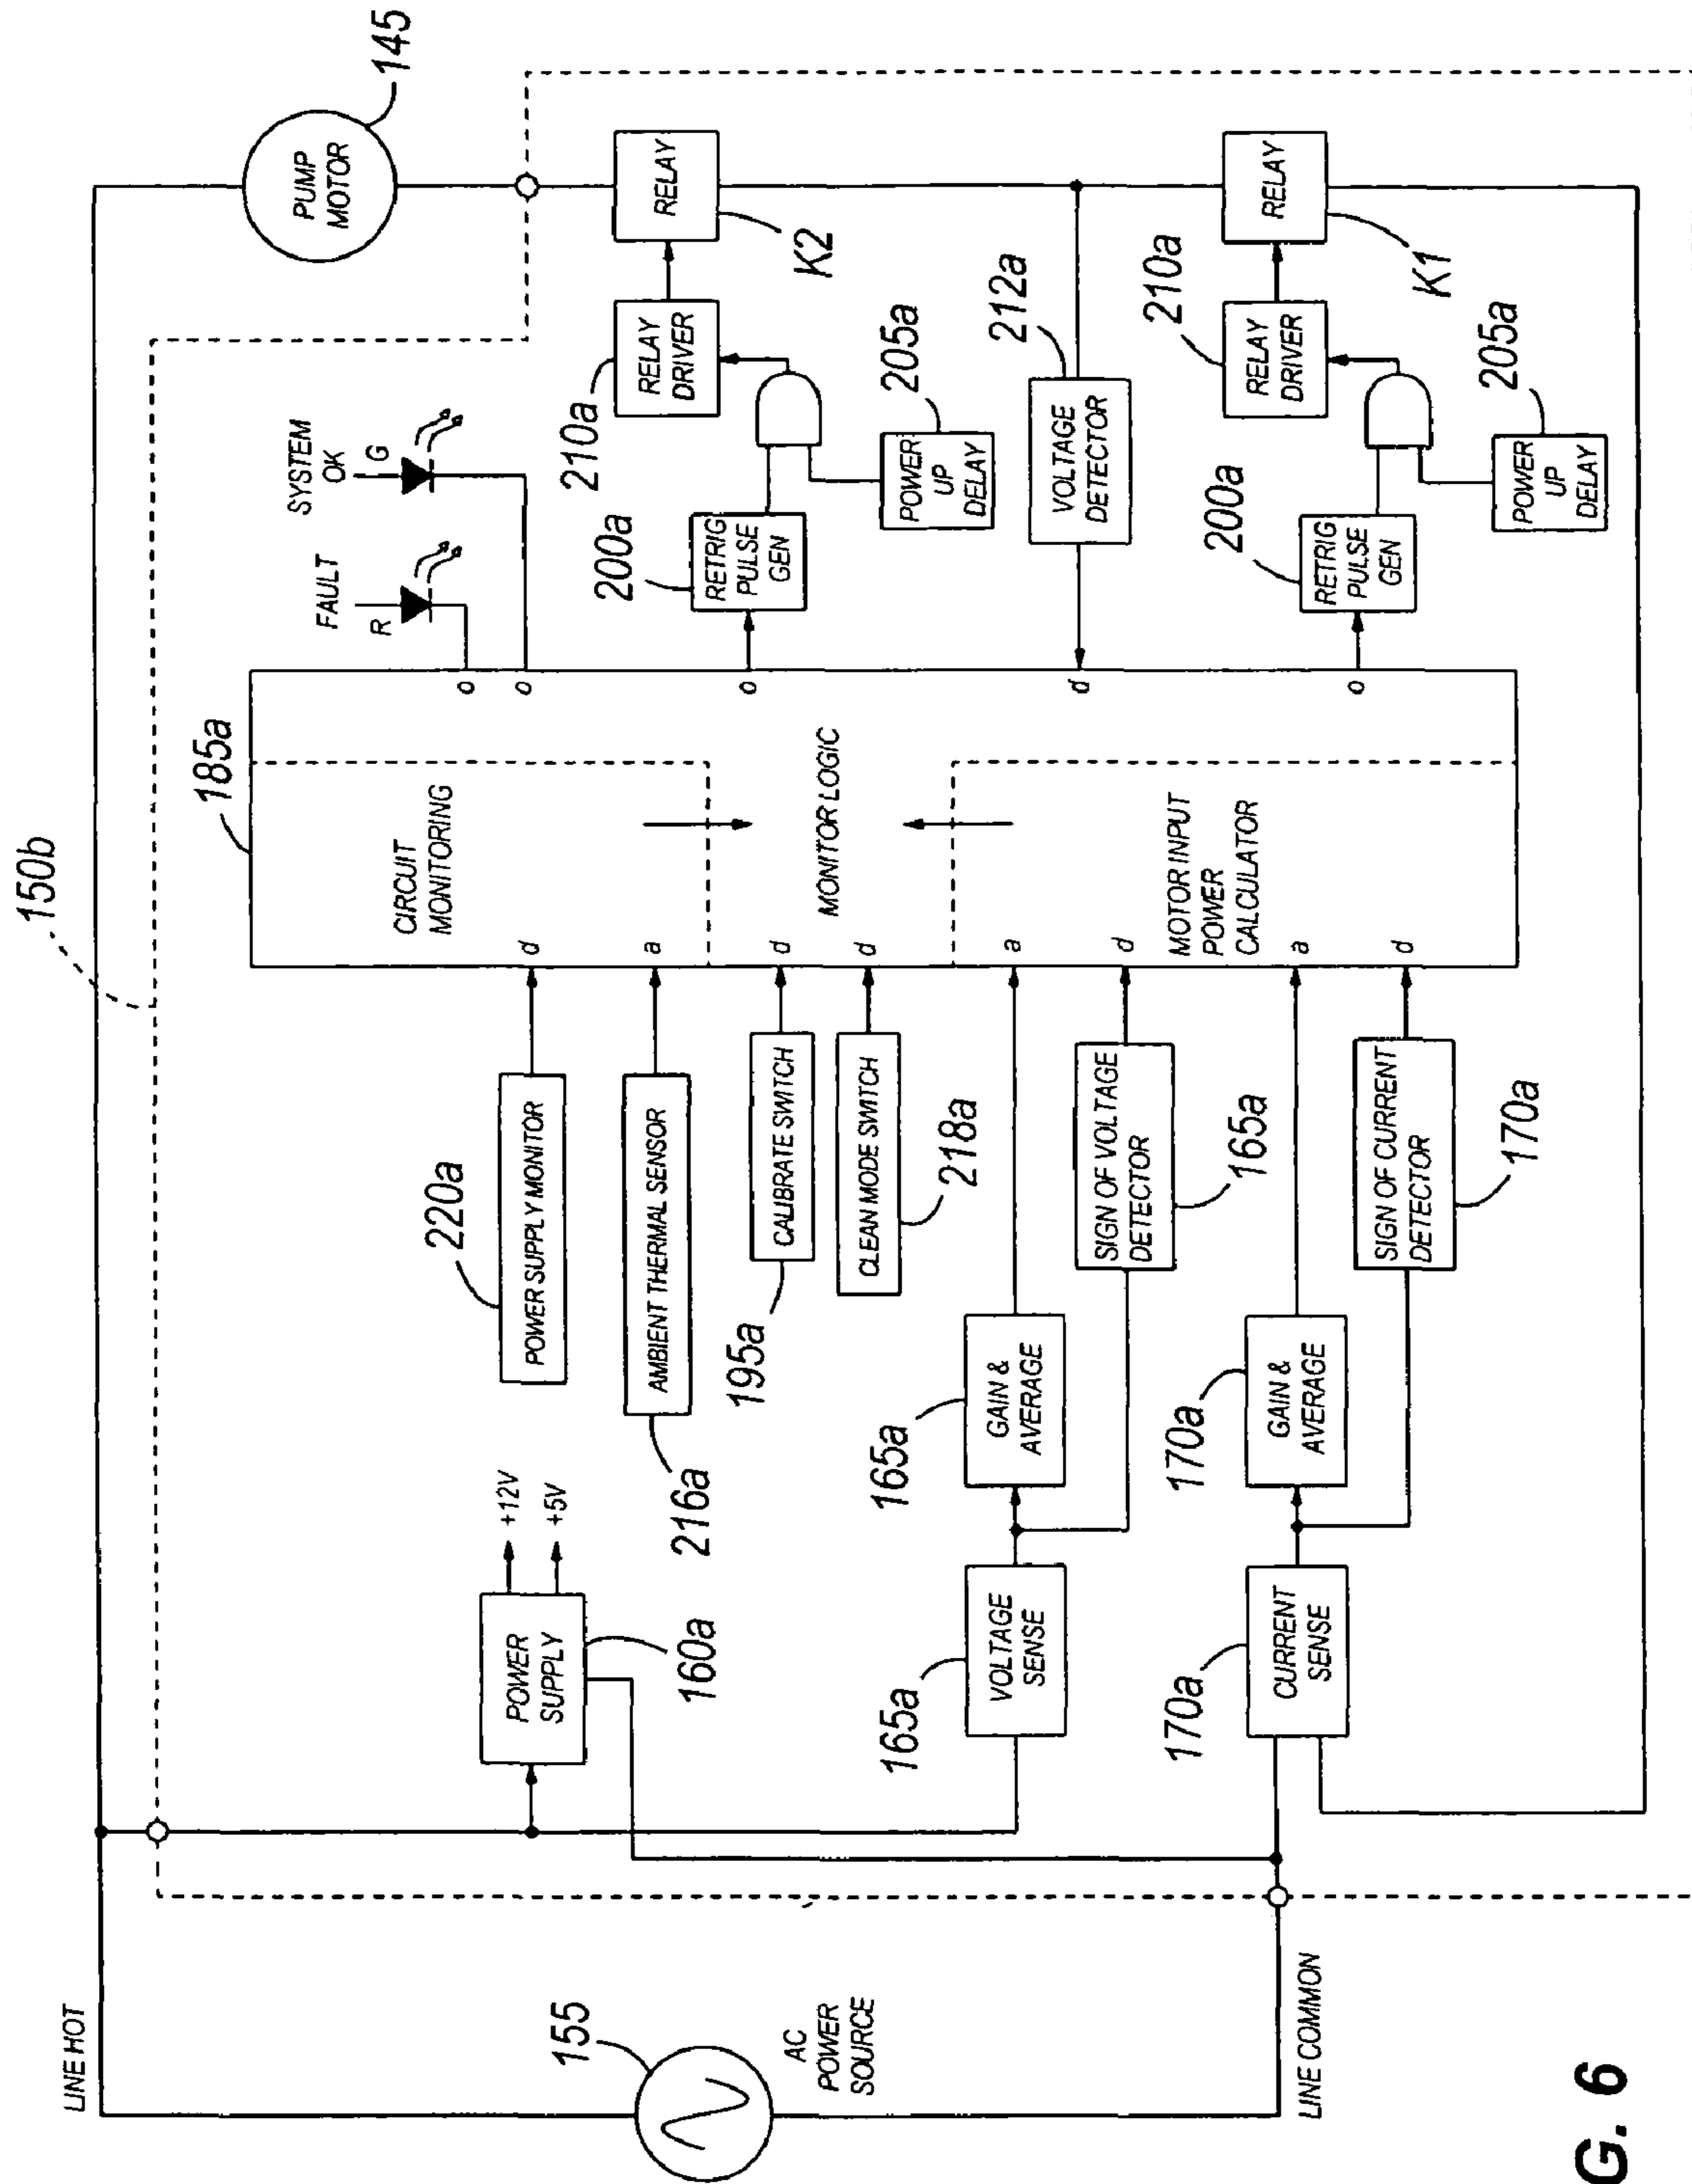 150b
LINE HOT
155
AC
POWER
SOURCE
LINE COMMON
POWER
SUPPLY
+12V
+5V
160a
220a
POWER SUPPLY MONITOR
AMBIENT THERMAL SENSOR
216a
CALIBRATE SWITCH
195a
CLEAN MODE SWITCH
218a
VOLTAGE
SENSE
165a
GAIN &
AVERAGE
165a
SIGN OF VOLTAGE
DETECTOR
165a
CURRENT
SENSE
170a
GAIN &
AVERAGE
170a
SIGN OF CURRENT
DETECTOR
170a
185a
CIRCUIT
MONITORING
d
a
MONITOR LOGIC
d
d
MOTOR INPUT
POWER
CALCULATOR
a
d
a
d
o
o
o
d
o
FAULT
R
SYSTEM
OK
G
RETRIG
PULSE
GEN
200a
POWER
UP
DELAY
205a
RELAY
DRIVER
210a
RELAY
K2
VOLTAGE
DETECTOR
212a
RETRIG
PULSE
GEN
200a
POWER
UP
DELAY
205a
RELAY
DRIVER
210a
RELAY
K1
PUMP
MOTOR
145
G. 6